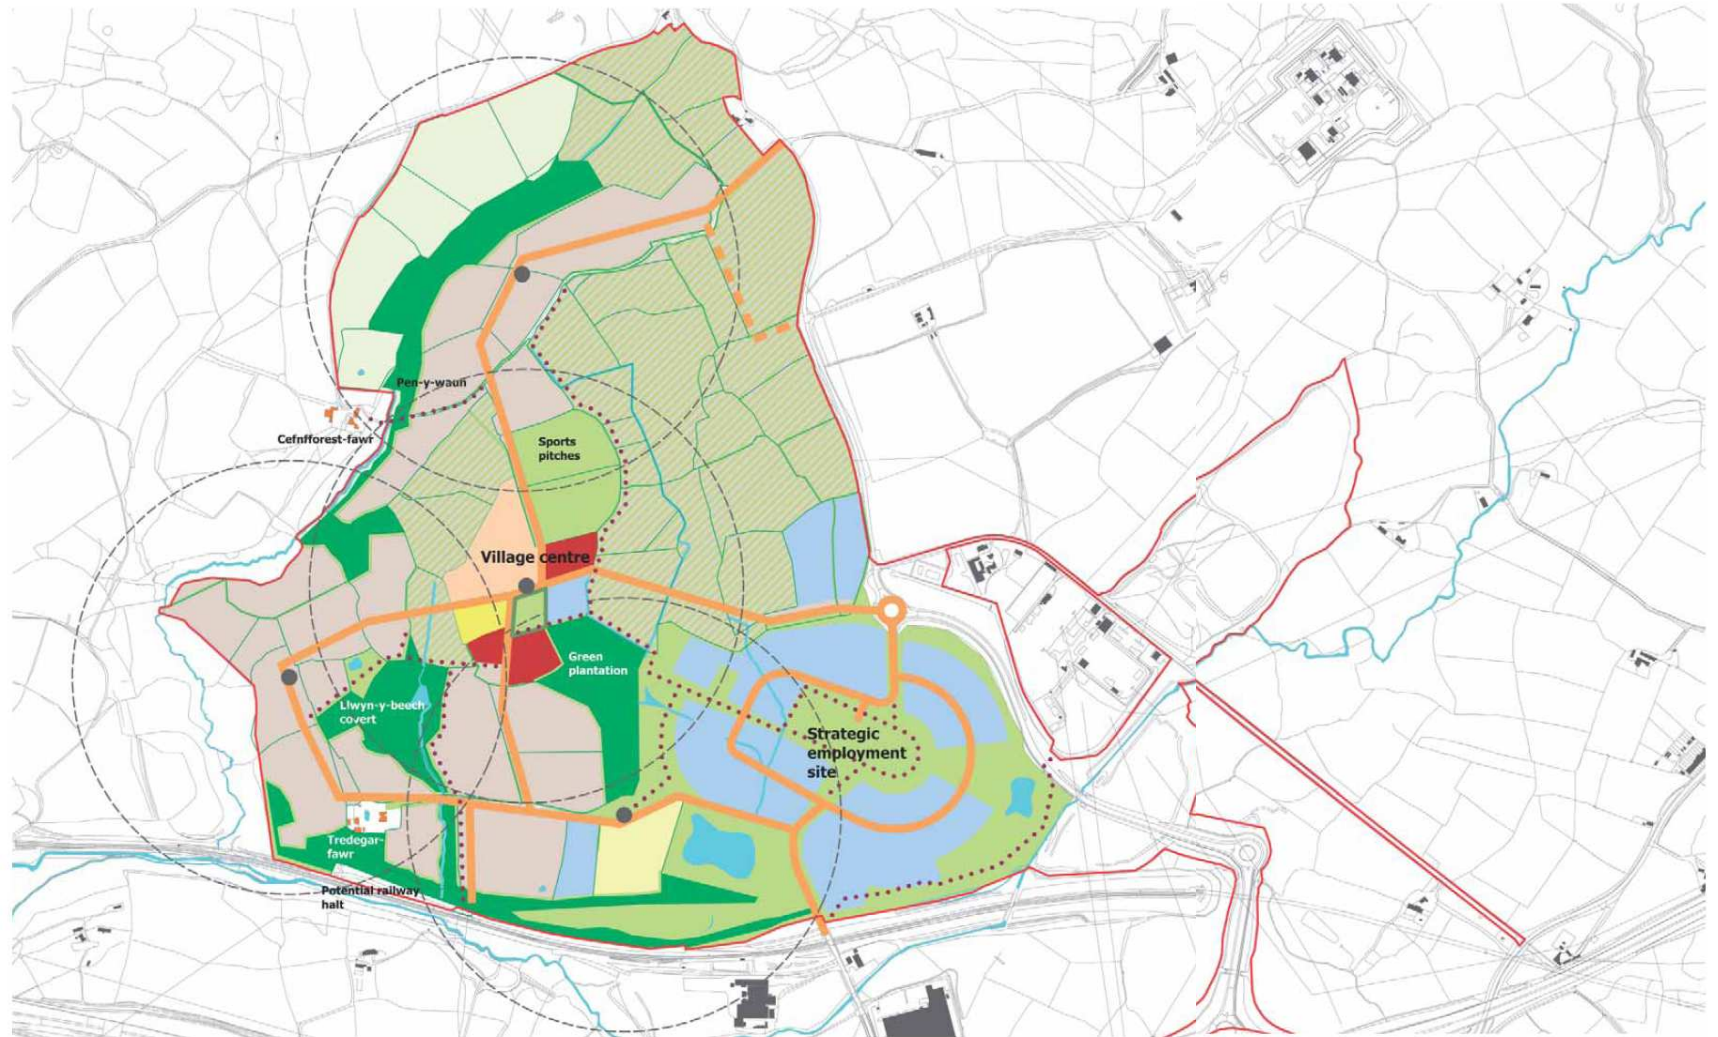 Pen-y-waun
Cefnfforest-fawr
Sports
pitches
Village centre
Green
plantation
Llwyn-y-beech
covert
Strategic
employment
site
Tredegar-
fawr
Potential railway
halt